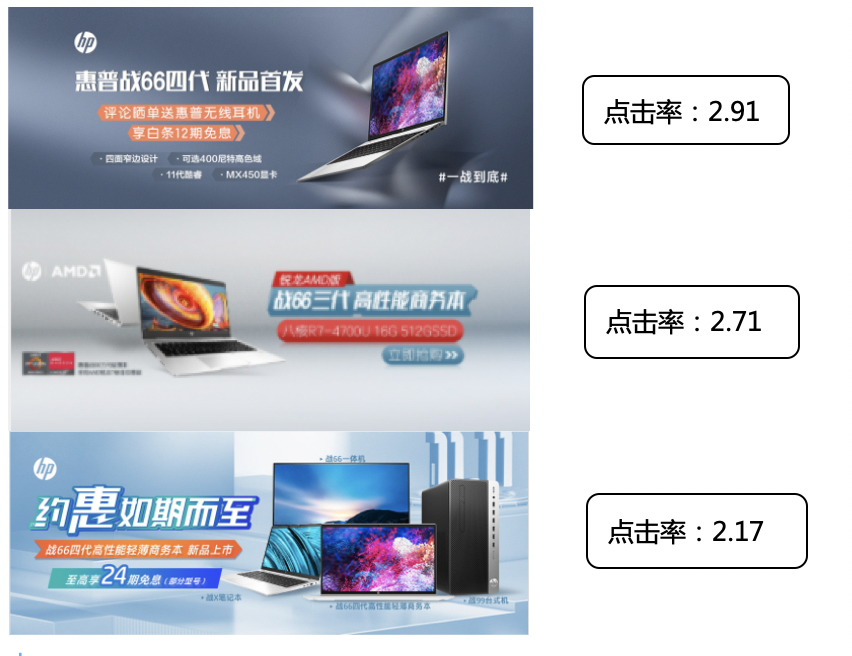 hp
惠普战66四代 新品首发
评论晒单送惠普无线耳机
享白条12期免息
·四面窄边设计 ·可选400尼特高色域
·11代酷睿 ·MX450显卡
#一战到底#
点击率：2.91
hp AMD
锐龙AMD版
战66三代 高性能商务本
八核R7-4700U 16G 512GSSD
立即抢购
点击率：2.71
hp
约惠如期而至
战66四代高性能轻薄商务本 新品上市
至高享24期免息（部分型号）
·战66一体机
·战X笔记本
·战66四代高性能轻薄商务本
·战99台式机
点击率：2.17